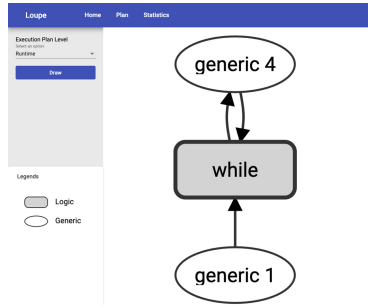 Loupe Home Plan Statistics
Execution Plan Level
Select an option
Runtime
Draw
Legends
Logic
Generic
generic 4
while
generic 1